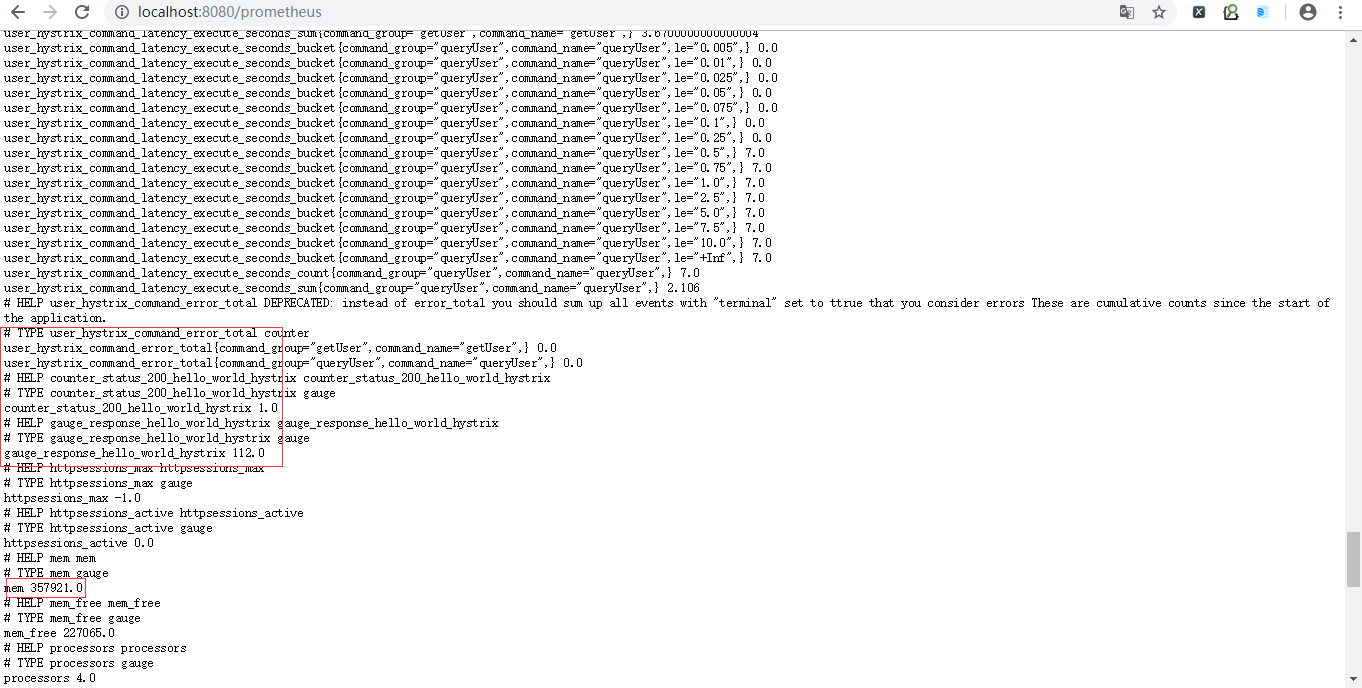 localhost:8080/prometheus
user_hystrix_command_latency_execute_seconds_sum{command_group="getUser",command_name="getUser",} 3.6700000000000004
user_hystrix_command_latency_execute_seconds_bucket{command_group="queryUser",command_name="queryUser",le="0.005",} 0.0
user_hystrix_command_latency_execute_seconds_bucket{command_group="queryUser",command_name="queryUser",le="0.01",} 0.0
user_hystrix_command_latency_execute_seconds_bucket{command_group="queryUser",command_name="queryUser",le="0.025",} 0.0
user_hystrix_command_latency_execute_seconds_bucket{command_group="queryUser",command_name="queryUser",le="0.05",} 0.0
user_hystrix_command_latency_execute_seconds_bucket{command_group="queryUser",command_name="queryUser",le="0.075",} 0.0
user_hystrix_command_latency_execute_seconds_bucket{command_group="queryUser",command_name="queryUser",le="0.1",} 0.0
user_hystrix_command_latency_execute_seconds_bucket{command_group="queryUser",command_name="queryUser",le="0.25",} 0.0
user_hystrix_command_latency_execute_seconds_bucket{command_group="queryUser",command_name="queryUser",le="0.5",} 7.0
user_hystrix_command_latency_execute_seconds_bucket{command_group="queryUser",command_name="queryUser",le="0.75",} 7.0
user_hystrix_command_latency_execute_seconds_bucket{command_group="queryUser",command_name="queryUser",le="1.0",} 7.0
user_hystrix_command_latency_execute_seconds_bucket{command_group="queryUser",command_name="queryUser",le="2.5",} 7.0
user_hystrix_command_latency_execute_seconds_bucket{command_group="queryUser",command_name="queryUser",le="5.0",} 7.0
user_hystrix_command_latency_execute_seconds_bucket{command_group="queryUser",command_name="queryUser",le="7.5",} 7.0
user_hystrix_command_latency_execute_seconds_bucket{command_group="queryUser",command_name="queryUser",le="10.0",} 7.0
user_hystrix_command_latency_execute_seconds_bucket{command_group="queryUser",command_name="queryUser",le="+Inf",} 7.0
user_hystrix_command_latency_execute_seconds_count{command_group="queryUser",command_name="queryUser",} 7.0
user_hystrix_command_latency_execute_seconds_sum{command_group="queryUser",command_name="queryUser",} 2.106
# HELP user_hystrix_command_error_total DEPRECATED: instead of error_total you should sum up all events with "terminal" set to ttrue that you consider errors These are cumulative counts since the start of
the application.
# TYPE user_hystrix_command_error_total counter
user_hystrix_command_error_total{command_group="getUser",command_name="getUser",} 0.0
user_hystrix_command_error_total{command_group="queryUser",command_name="queryUser",} 0.0
# HELP counter_status_200_hello_world_hystrix counter_status_200_hello_world_hystrix
# TYPE counter_status_200_hello_world_hystrix gauge
counter_status_200_hello_world_hystrix 1.0
# HELP gauge_response_hello_world_hystrix gauge_response_hello_world_hystrix
# TYPE gauge_response_hello_world_hystrix gauge
gauge_response_hello_world_hystrix 112.0
# HELP httpsessions_max httpsessions_max
# TYPE httpsessions_max gauge
httpsessions_max -1.0
# HELP httpsessions_active httpsessions_active
# TYPE httpsessions_active gauge
httpsessions_active 0.0
# HELP mem mem
# TYPE mem gauge
mem 357921.0
# HELP mem_free mem_free
# TYPE mem_free gauge
mem_free 227065.0
# HELP processors processors
# TYPE processors gauge
processors 4.0